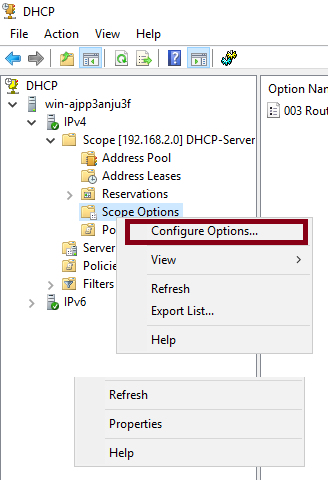 DHCP
File Action View Help
DHCP
win-ajpp3anju3f
IPv4
Scope [192.168.2.0] DHCP-Server
Address Pool
Address Leases
Reservations
Scope Options
Po
Server
Policie
Filters
IPv6
Option Na
003 Rout
Configure Options...
View
Refresh
Export List...
Help
Refresh
Properties
Help